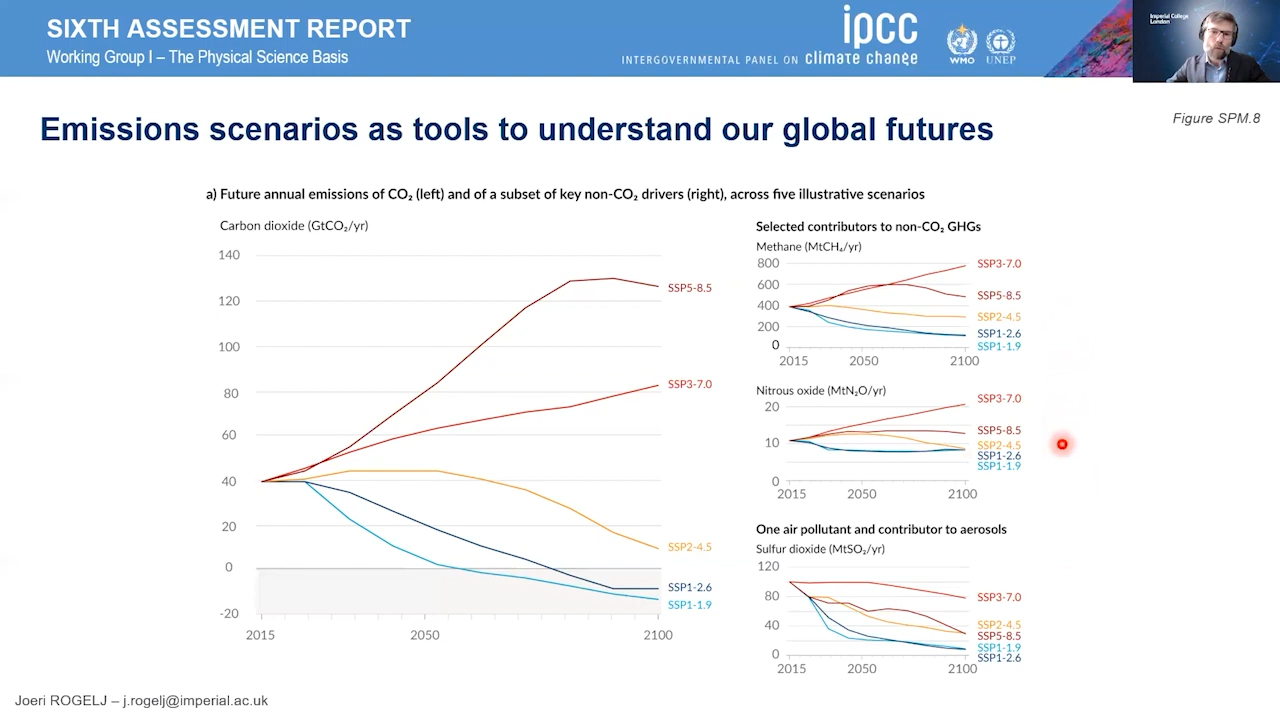 SIXTH ASSESSMENT REPORT
Working Group I – The Physical Science Basis
INTERGOVERNMENTAL PANEL ON climate change
ipcc
WMO
UNEP
Imperial College
London
Emissions scenarios as tools to understand our global futures
Figure SPM.8
a) Future annual emissions of CO₂ (left) and of a subset of key non-CO₂ drivers (right), across five illustrative scenarios
Carbon dioxide (GtCO₂/yr)
140
120
100
80
60
40
20
0
-20
2015
2050
2100
SSP5-8.5
SSP3-7.0
SSP2-4.5
SSP1-2.6
SSP1-1.9
Selected contributors to non-CO₂ GHGs
Methane (MtCH₄/yr)
800
600
400
200
0
2015
2050
2100
SSP3-7.0
SSP5-8.5
SSP2-4.5
SSP1-2.6
SSP1-1.9
Nitrous oxide (MtN₂O/yr)
20
10
0
2015
2050
2100
SSP3-7.0
SSP5-8.5
SSP2-4.5
SSP1-2.6
SSP1-1.9
One air pollutant and contributor to aerosols
Sulfur dioxide (MtSO₂/yr)
120
80
40
0
2015
2050
2100
SSP3-7.0
SSP2-4.5
SSP5-8.5
SSP1-1.9
SSP1-2.6
Joeri ROGELJ – j.rogelj@imperial.ac.uk